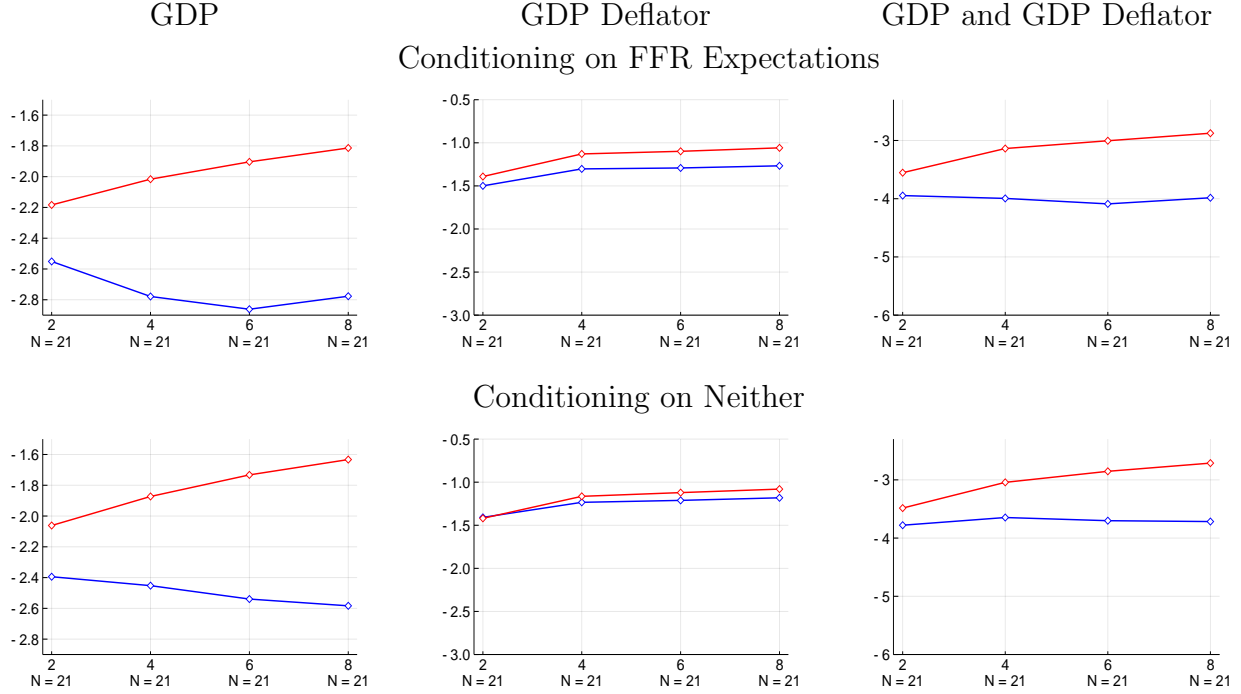 GDP GDP Deflator GDP and GDP Deflator
Conditioning on FFR Expectations
- 1.6
- 1.8
- 2.0
- 2.2
- 2.4
- 2.6
- 2.8
2 4 6 8
N = 21 N = 21 N = 21 N = 21
- 0.5
- 1.0
- 1.5
- 2.0
- 2.5
- 3.0
2 4 6 8
N = 21 N = 21 N = 21 N = 21
- 3
- 4
- 5
- 6
2 4 6 8
N = 21 N = 21 N = 21 N = 21
Conditioning on Neither
- 1.6
- 1.8
- 2.0
- 2.2
- 2.4
- 2.6
- 2.8
2 4 6 8
N = 21 N = 21 N = 21 N = 21
- 0.5
- 1.0
- 1.5
- 2.0
- 2.5
- 3.0
2 4 6 8
N = 21 N = 21 N = 21 N = 21
- 3
- 4
- 5
- 6
2 4 6 8
N = 21 N = 21 N = 21 N = 21